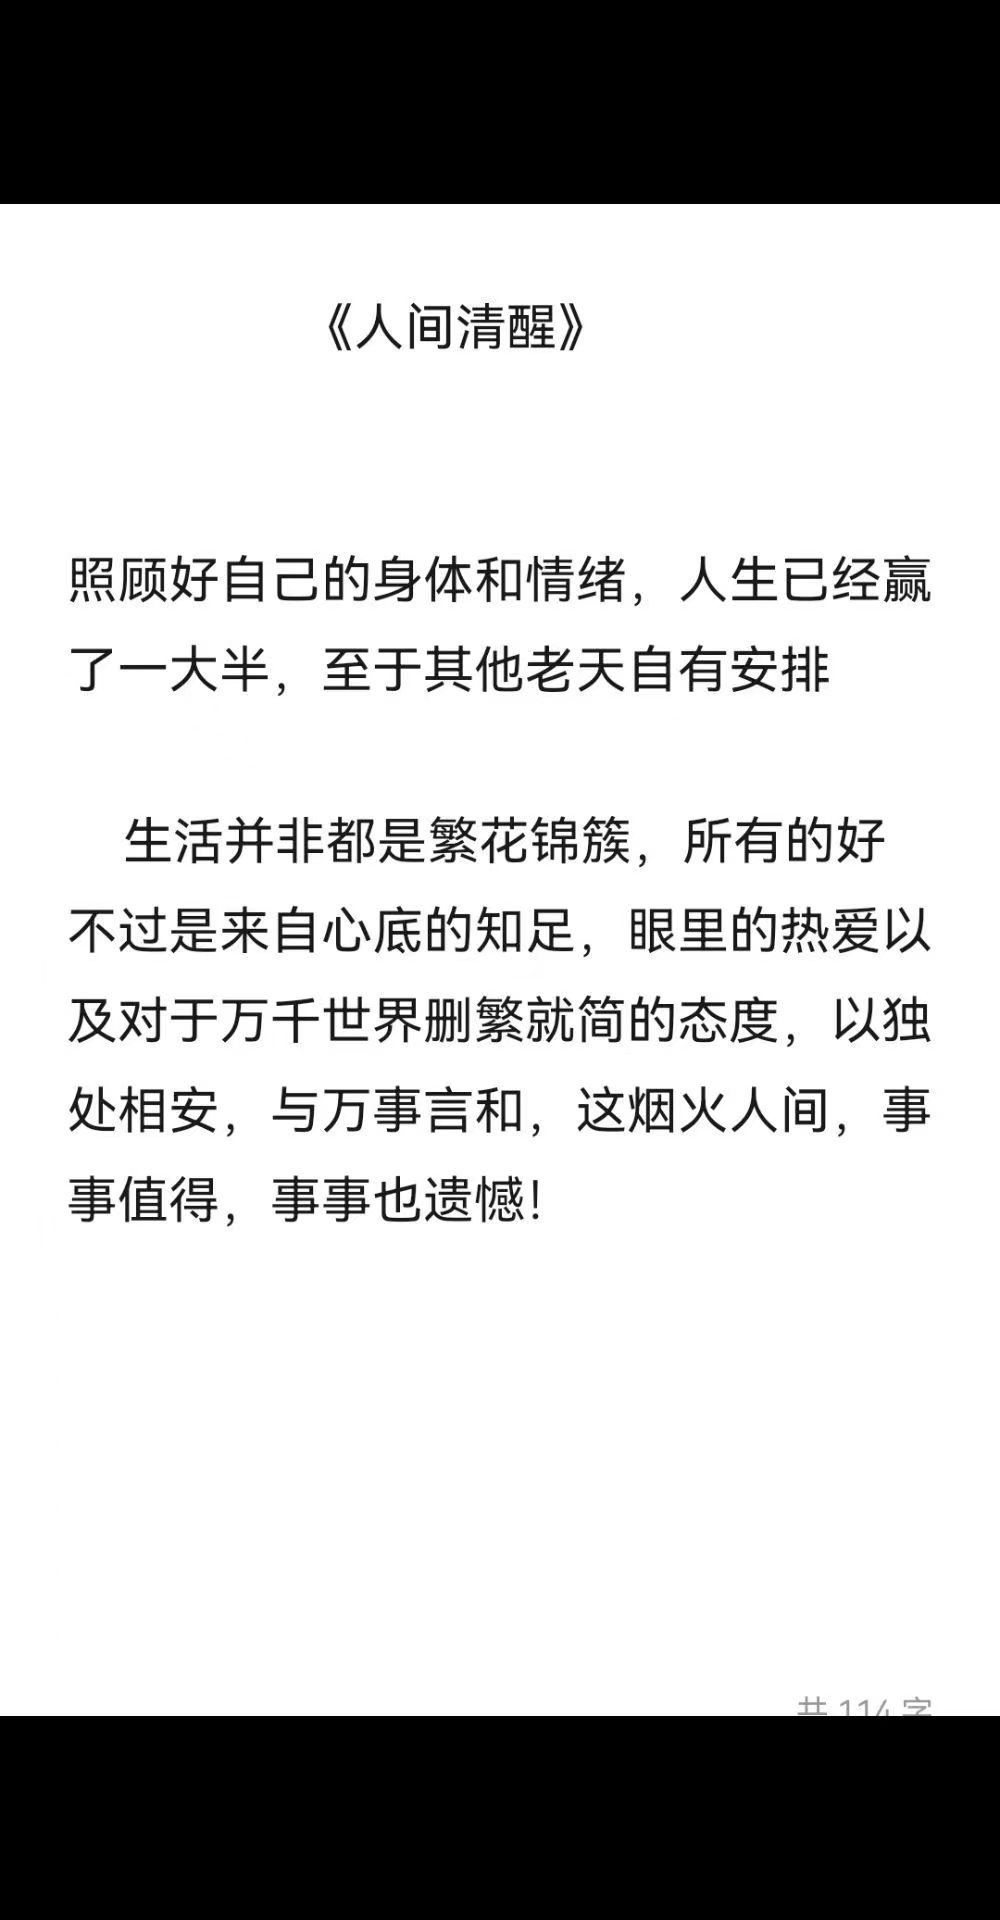 《人间清醒》
照顾好自己的身体和情绪，人生已经赢
了一大半，至于其他老天自有安排
生活并非都是繁花锦簇，所有的好
不过是来自心底的知足，眼里的热爱以
及对于万千世界删繁就简的态度，以独
处相安，与万事言和，这烟火人间，事
事值得，事事也遗憾！
共 114 字